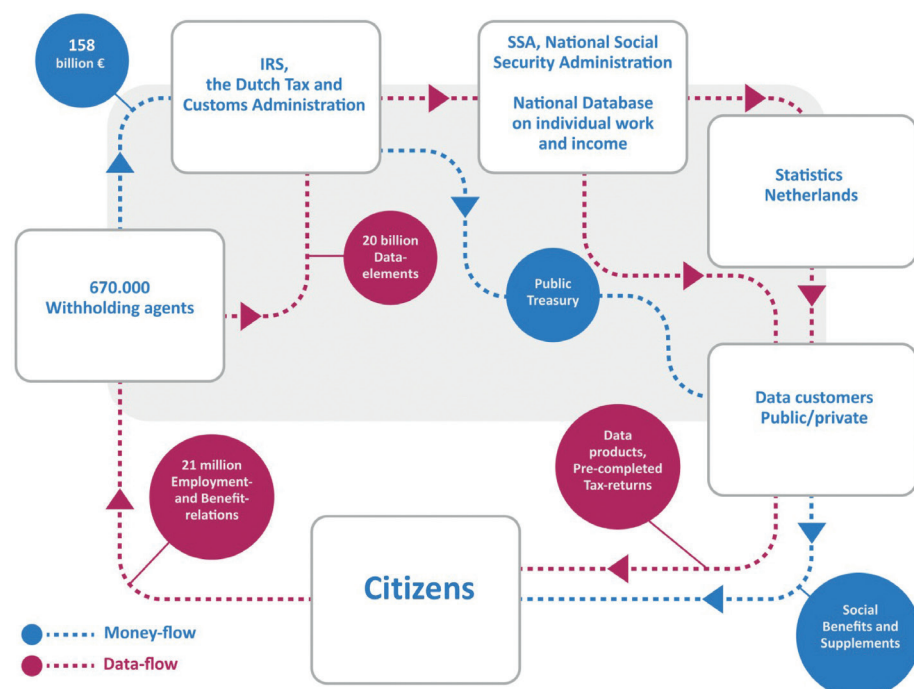 158
billion €
IRS,
the Dutch Tax and
Customs Administration
SSA, National Social
Security Administration
National Database
on individual work
and income
Statistics
Netherlands
20 billion
Data-
elements
Public
Treasury
670.000
Withholding agents
Data customers
Public/private
21 million
Employment-
and Benefit-
relations
Data
products,
Pre-completed
Tax-returns
Citizens
Social
Benefits and
Supplements
Money-flow
Data-flow